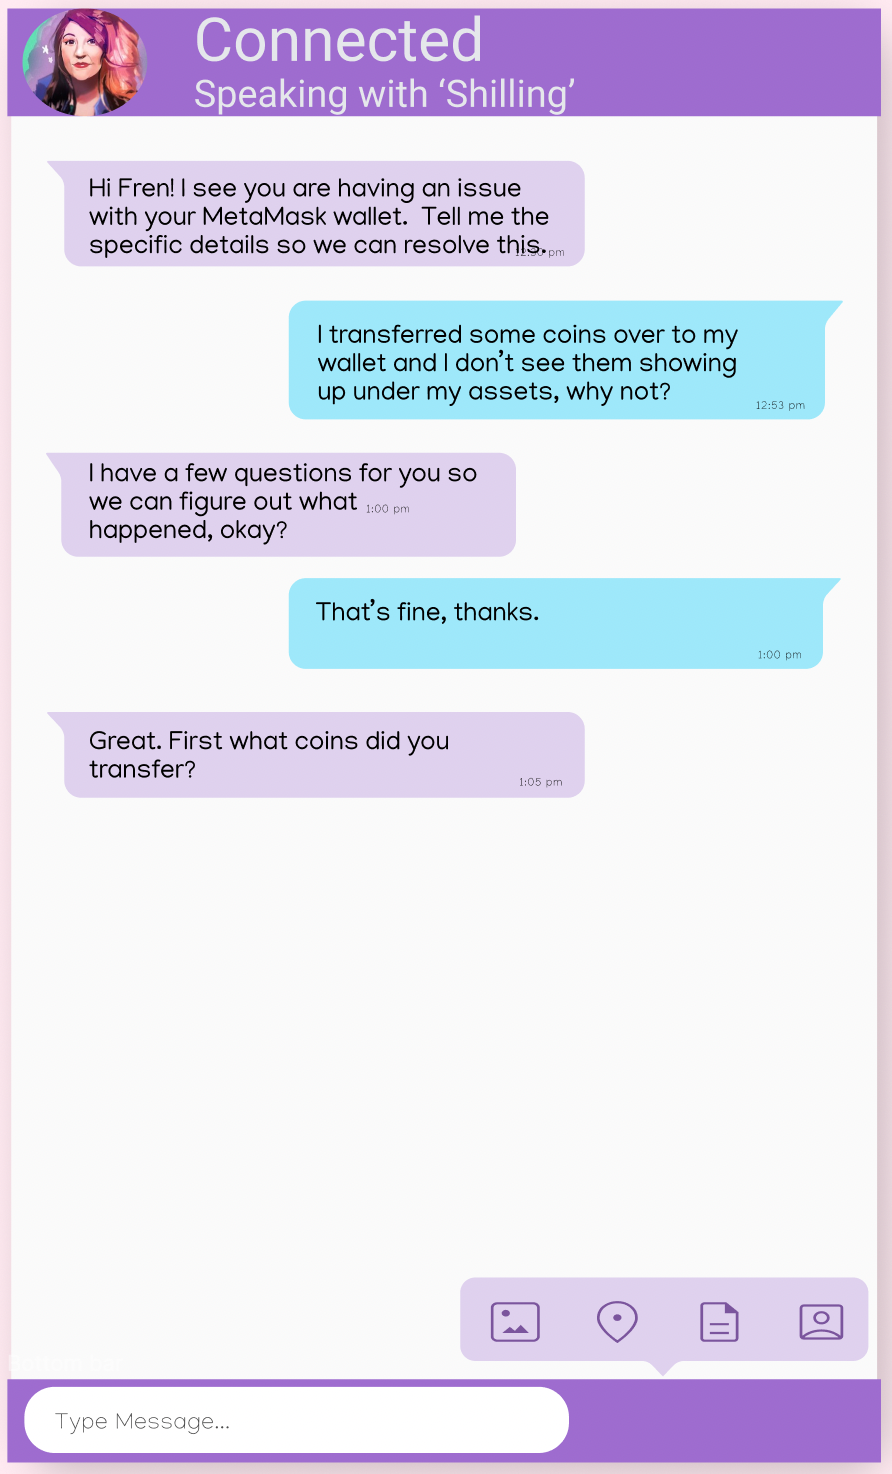 Connected
Speaking with ‘Shilling’
Hi Fren! I see you are having an issue
with your MetaMask wallet.  Tell me the
specific details so we can resolve this.
pm
I transferred some coins over to my
wallet and I don’t see them showing
up under my assets, why not?
12:53 pm
I have a few questions for you so
we can figure out what 1:00 pm
happened, okay?
That’s fine, thanks.
1:00 pm
Great. First what coins did you
transfer?
1:05 pm
Type Message...